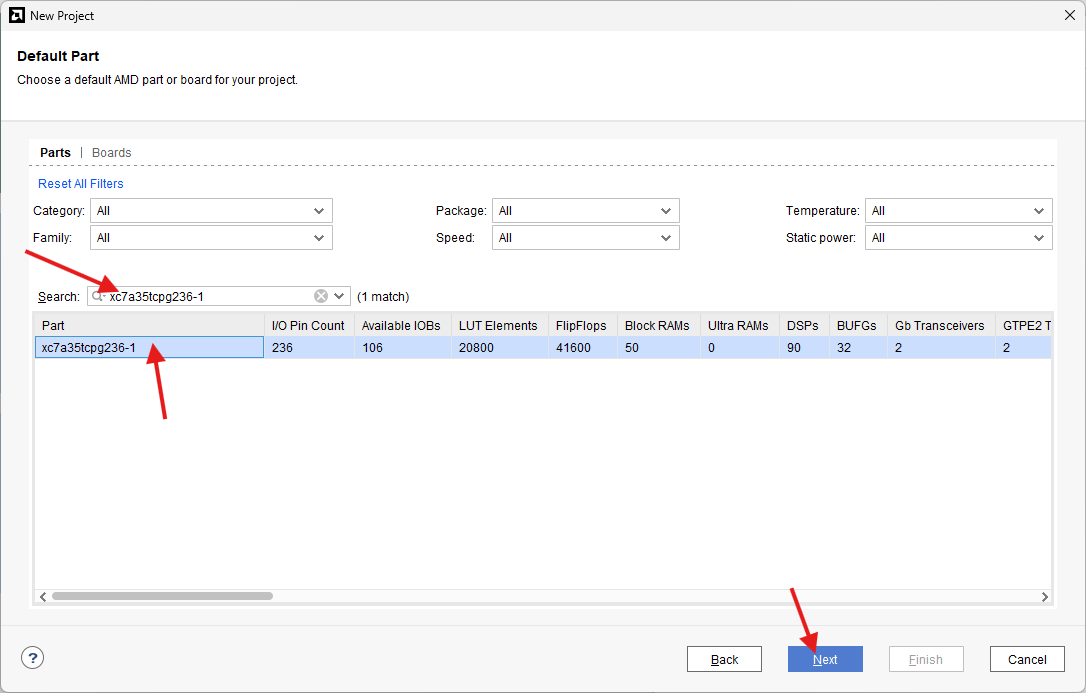 New Project
Default Part
Choose a default AMD part or board for your project.
Parts | Boards
Reset All Filters
Category: All Package: All Temperature: All
Family: All Speed: All Static power: All
Search: xc7a35tcpg236-1 (1 match)
Part I/O Pin Count Available IOBs LUT Elements FlipFlops Block RAMs Ultra RAMs DSPs BUFGs Gb Transceivers GTPE2 T
xc7a35tcpg236-1 236 106 20800 41600 50 0 90 32 2 2
? Back Next Finish Cancel